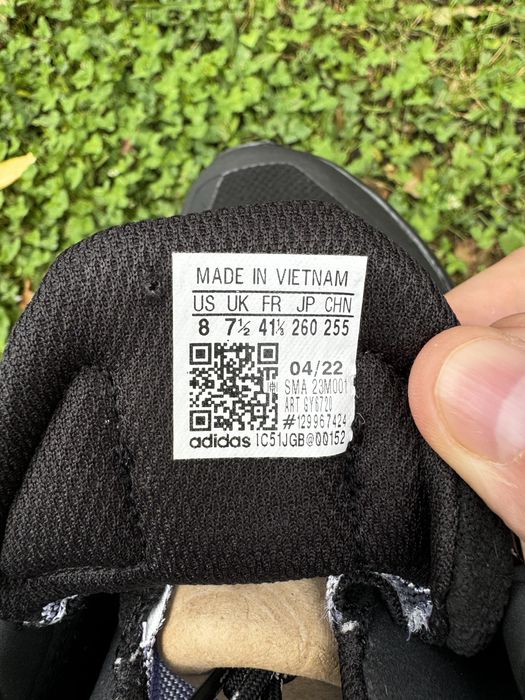 MADE IN VIETNAM
US UK FR JP CHN
8 7½ 41⅓ 260 255
04/22
SMA 23M001
ART GY6720
#129967424
adidas 1C51JGB@00152